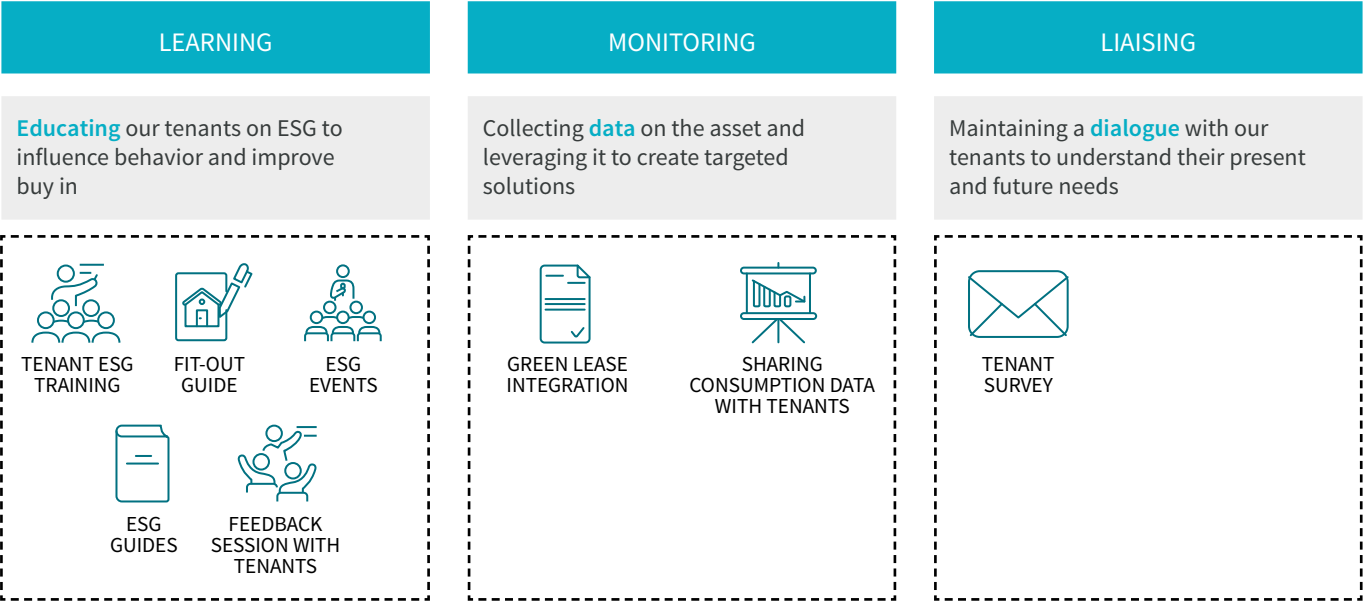 LEARNING
Educating our tenants on ESG to
influence behavior and improve
buy in
TENANT ESG
TRAINING
FIT-OUT
GUIDE
ESG
EVENTS
ESG
GUIDES
FEEDBACK
SESSION WITH
TENANTS
MONITORING
Collecting data on the asset and
leveraging it to create targeted
solutions
GREEN LEASE
INTEGRATION
SHARING
CONSUMPTION DATA
WITH TENANTS
LIAISING
Maintaining a dialogue with our
tenants to understand their present
and future needs
TENANT
SURVEY